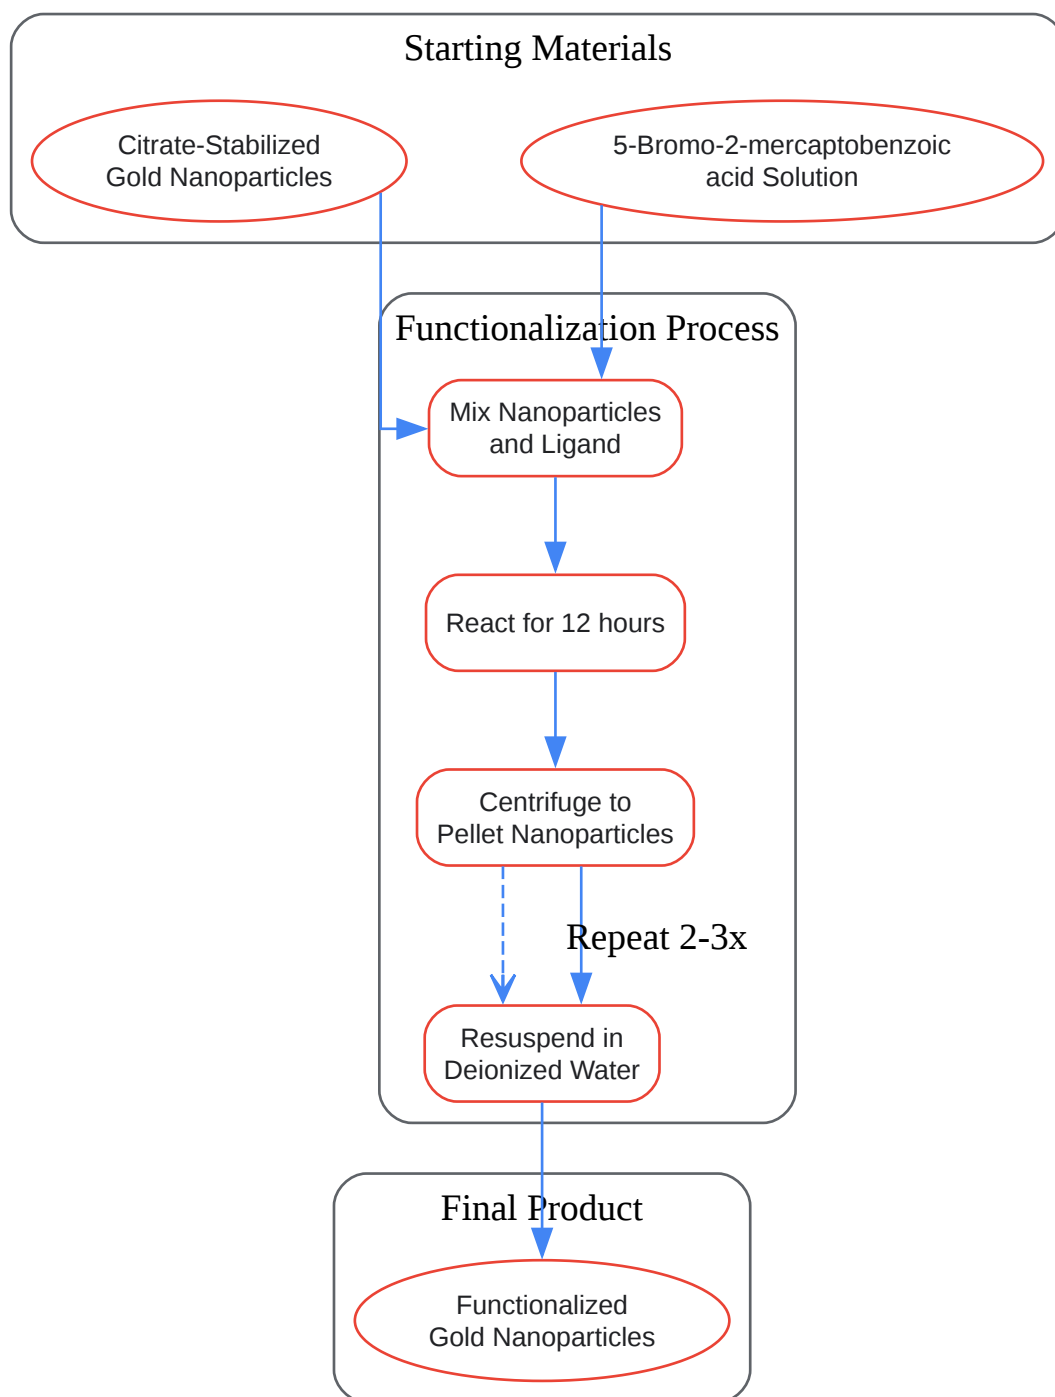 Starting Materials
Citrate-Stabilized
Gold Nanoparticles
5-Bromo-2-mercaptobenzoic
acid Solution
Functionalization Process
Mix Nanoparticles
and Ligand
React for 12 hours
Centrifuge to
Pellet Nanoparticles
Repeat 2-3x
Resuspend in
Deionized Water
Final Product
Functionalized
Gold Nanoparticles